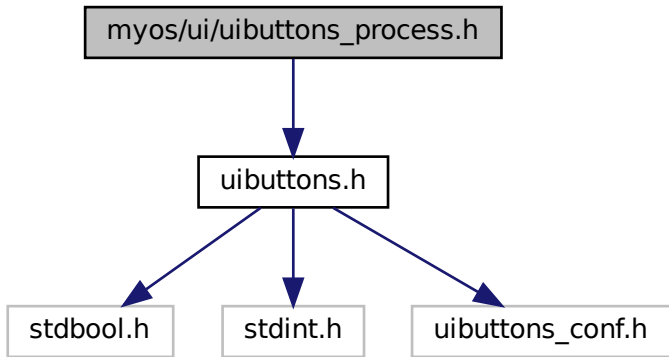 myos/ui/uibuttons_process.h
uibuttons.h
stdbool.h
stdint.h
uibuttons_conf.h